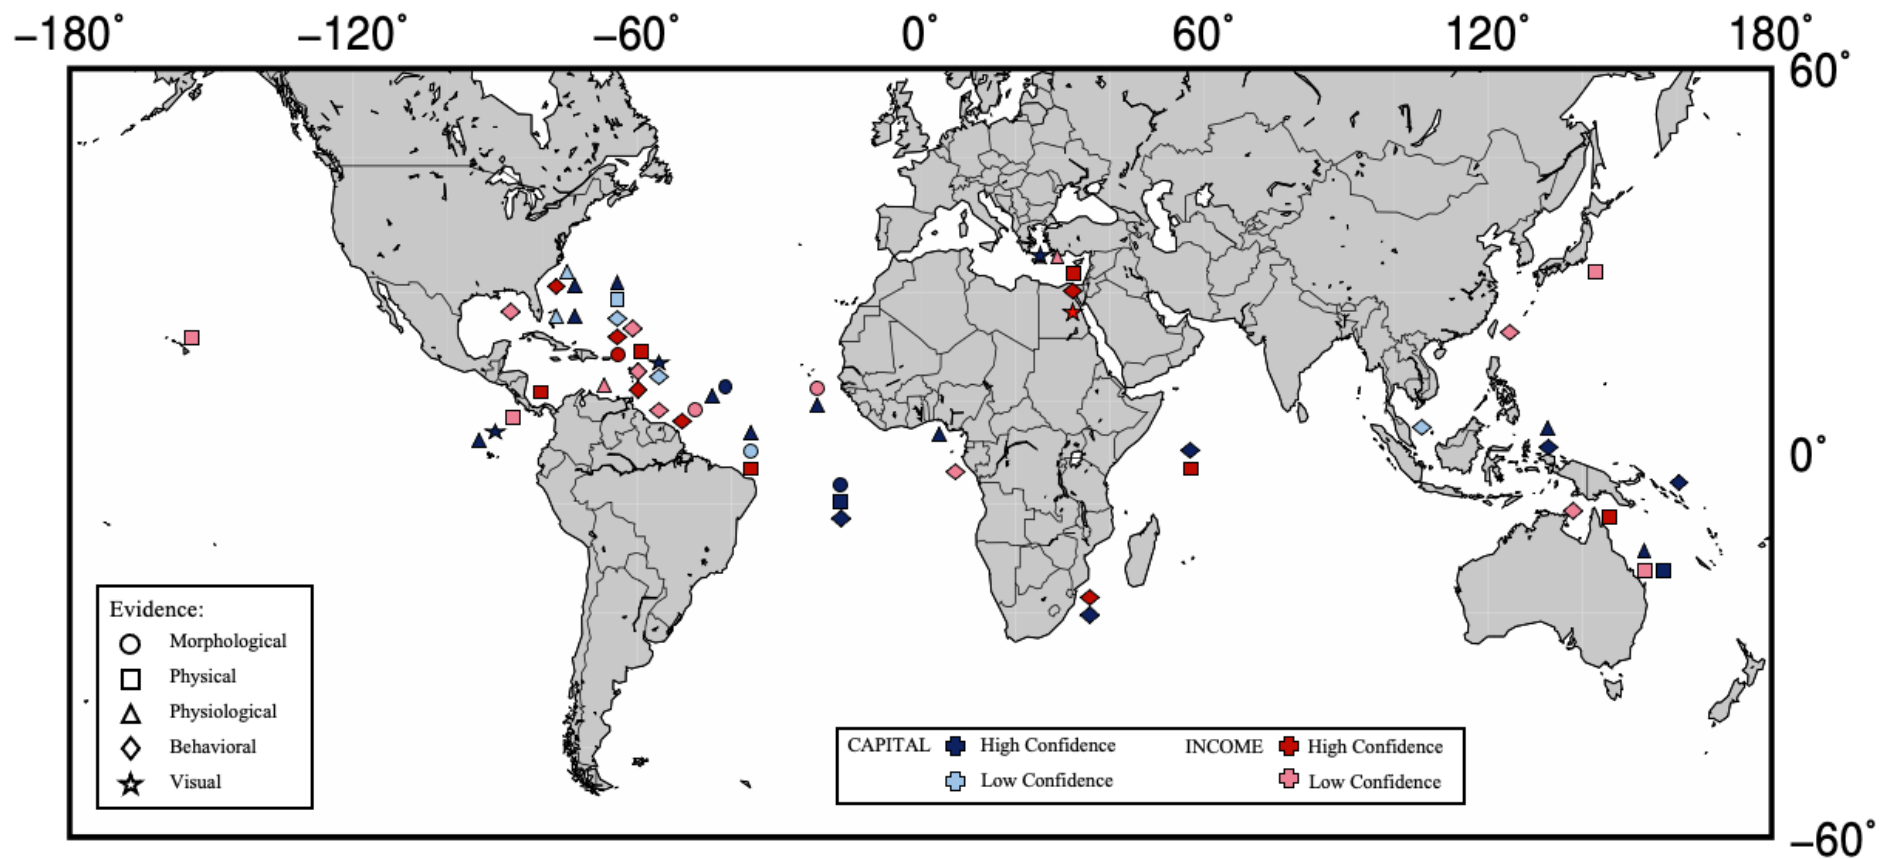 −180° −120° −60° 0° 60° 120° 180°
60°
0°
−60°
Evidence:
Morphological
Physical
Physiological
Behavioral
Visual
CAPITAL High Confidence INCOME High Confidence
Low Confidence Low Confidence